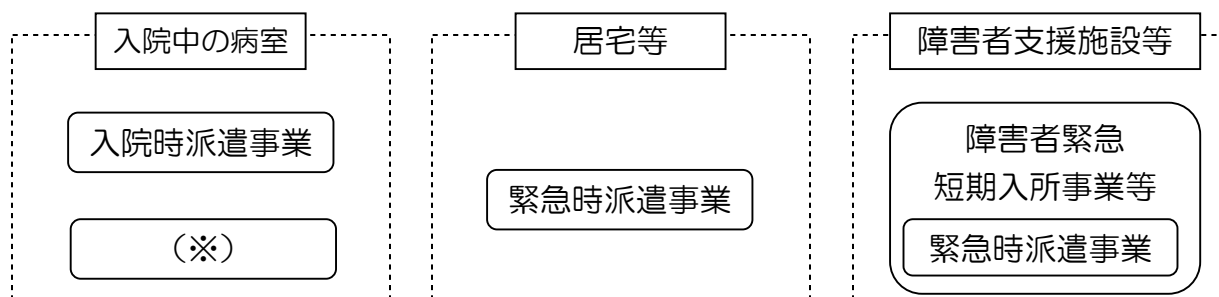 入院中の病室
入院時派遣事業
(※)
居宅等
緊急時派遣事業
障害者支援施設等
障害者緊急
短期入所事業等
緊急時派遣事業